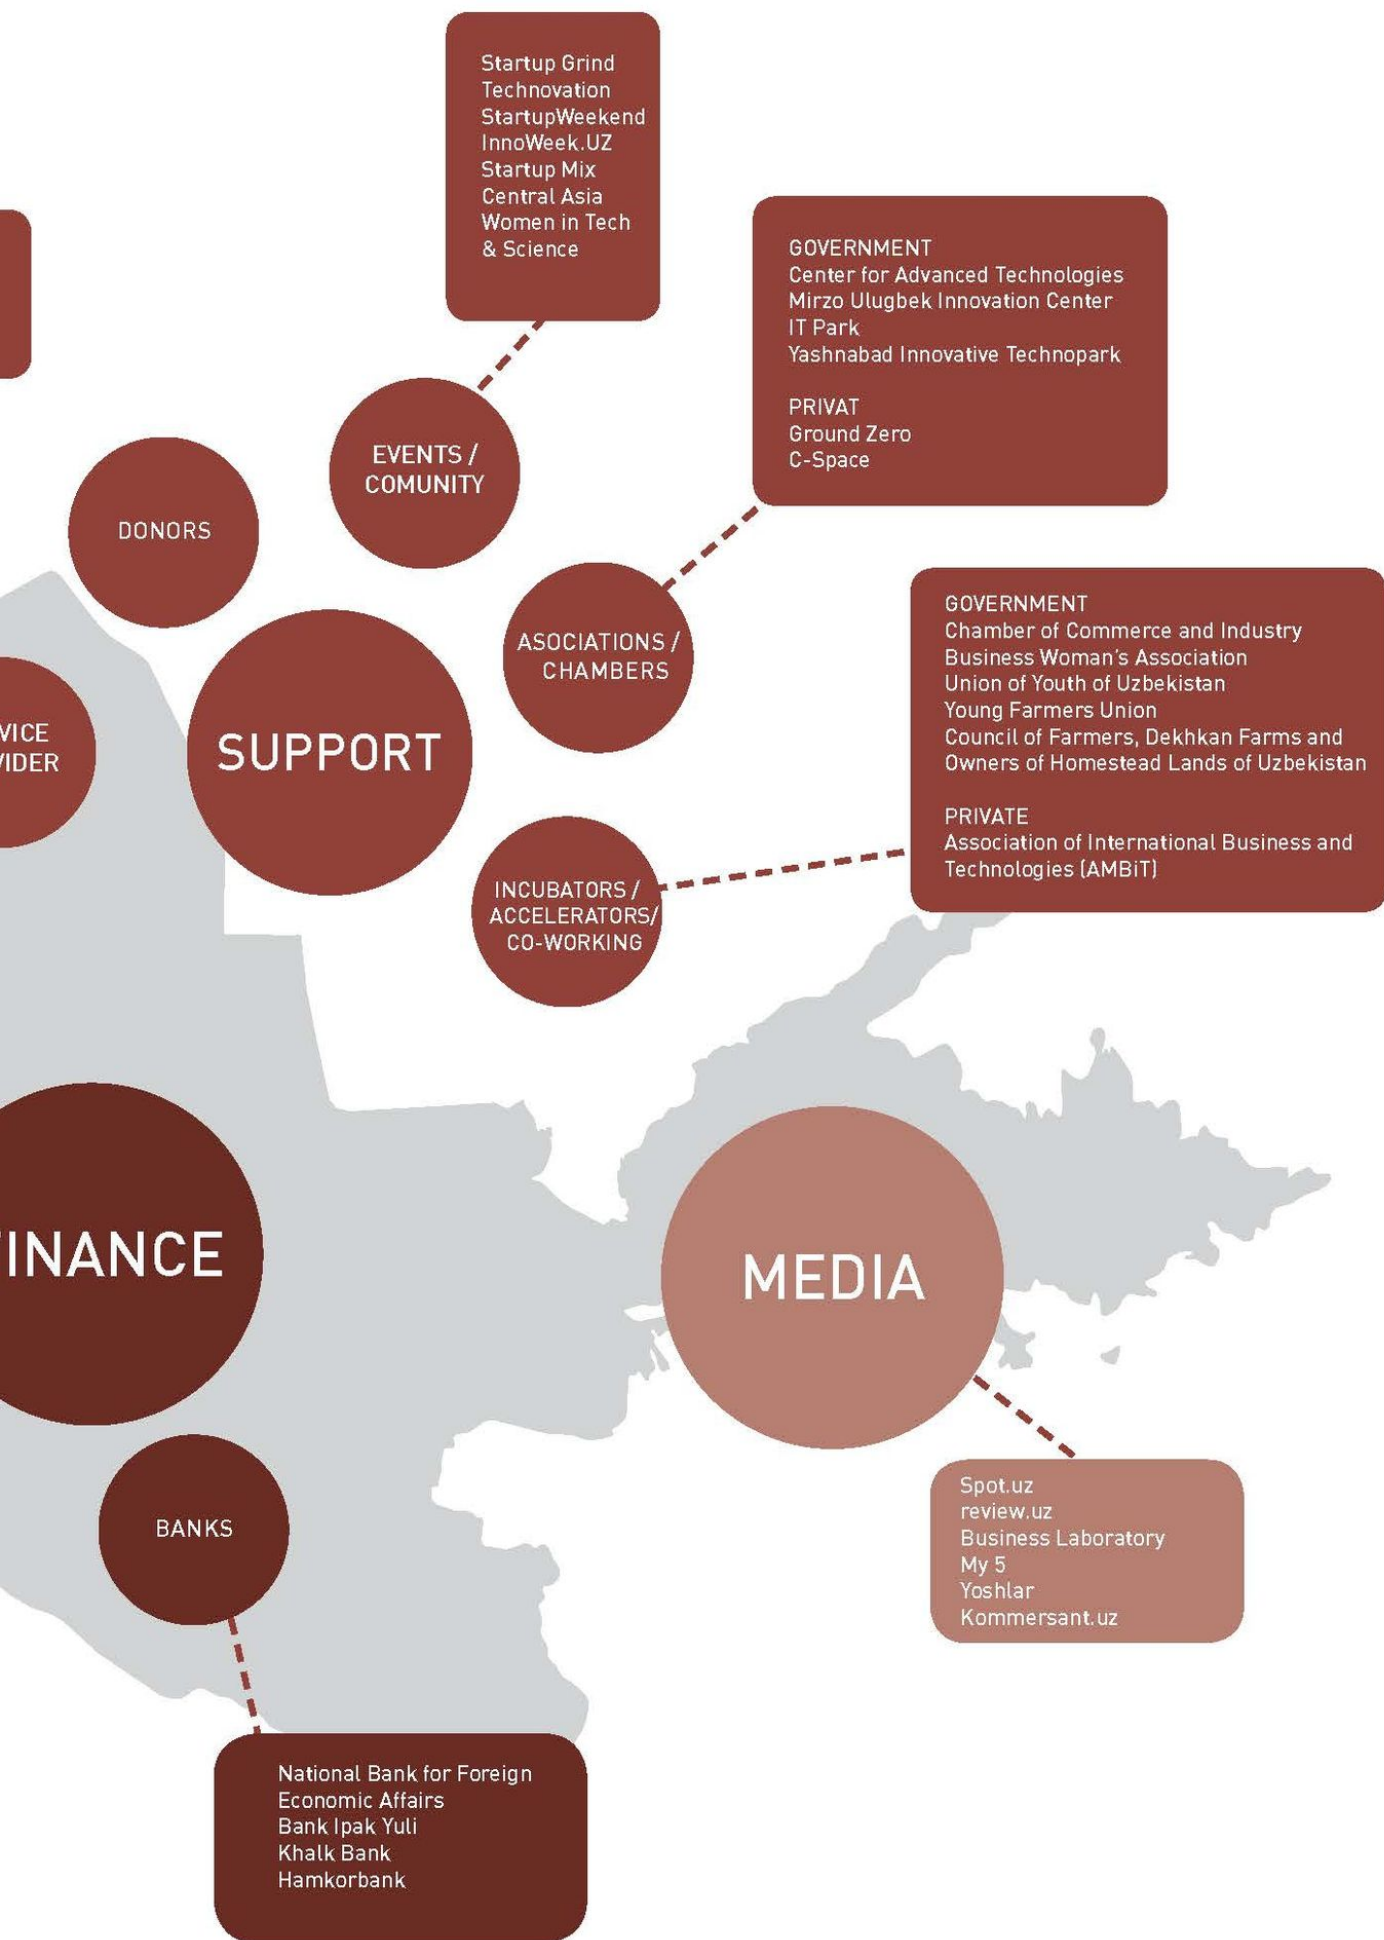 Startup Grind
Technovation
StartupWeekend
InnoWeek.UZ
Startup Mix
Central Asia
Women in Tech
& Science
GOVERNMENT
Center for Advanced Technologies
Mirzo Ulugbek Innovation Center
IT Park
Yashnabad Innovative Technopark
PRIVAT
Ground Zero
C-Space
EVENTS /
COMUNITY
DONORS
ASOCIATIONS /
CHAMBERS
GOVERNMENT
Chamber of Commerce and Industry
Business Woman's Association
Union of Youth of Uzbekistan
Young Farmers Union
Council of Farmers, Dekhkan Farms and
Owners of Homestead Lands of Uzbekistan
PRIVATE
Association of International Business and
Technologies (AMBiT)
VICE
VIDER
SUPPORT
INCUBATORS /
ACCELERATORS/
CO-WORKING
INANCE
MEDIA
BANKS
Spot.uz
review.uz
Business Laboratory
My 5
Yoshlar
Kommersant.uz
National Bank for Foreign
Economic Affairs
Bank Ipak Yuli
Khalk Bank
Hamkorbank